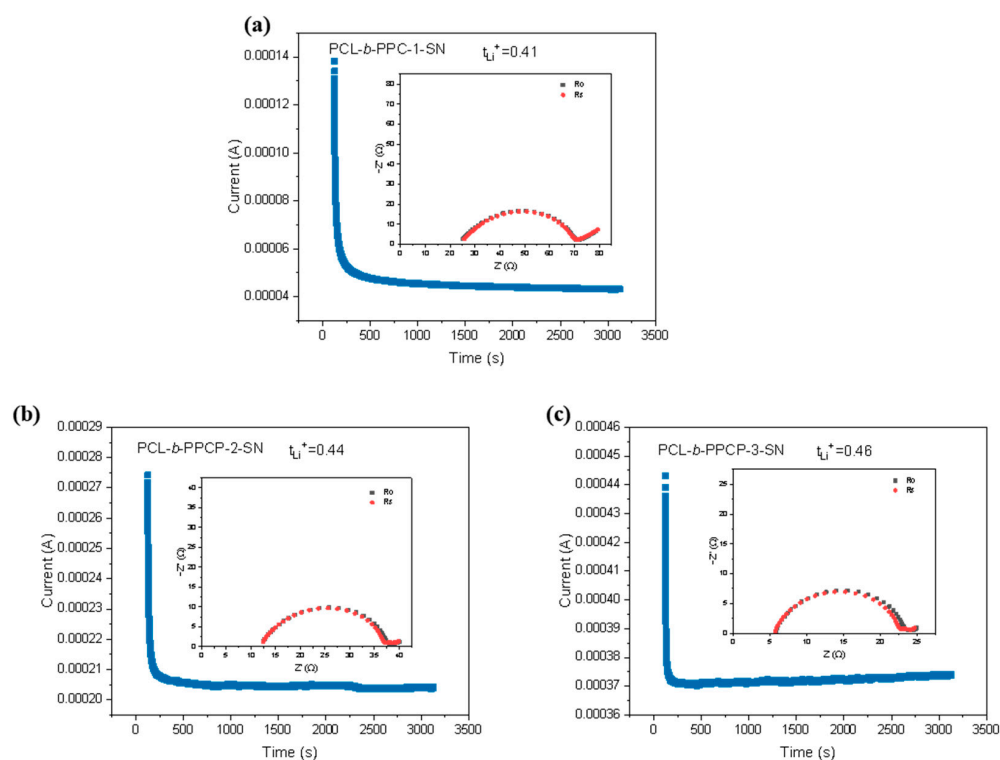 (a)
PCL-b-PPC-1-SN t Li+ =0.41
Current (A)
0.00014
0.00012
0.00010
0.00008
0.00006
0.00004
-Z' (Ω)
80
70
60
50
40
30
20
10
0
Ro
Rs
0 10 20 30 40 50 60 70 80 90
Z' (Ω)
0 500 1000 1500 2000 2500 3000 3500
Time (s)
(b)
PCL-b-PPCP-2-SN t Li+ =0.44
Current (A)
0.00029
0.00028
0.00027
0.00026
0.00025
0.00024
0.00023
0.00022
0.00021
0.00020
-Z' (Ω)
40
35
30
25
20
15
10
5
0
Ro
Rs
0 5 10 15 20 25 30 35 40
Z' (Ω)
0 500 1000 1500 2000 2500 3000 3500
Time (s)
(c)
PCL-b-PPCP-3-SN t Li+ =0.46
Current (A)
0.00046
0.00045
0.00044
0.00043
0.00042
0.00041
0.00040
0.00039
0.00038
0.00037
0.00036
-Z' (Ω)
25
20
15
10
5
0
Ro
Rs
0 5 10 15 20 25
Z' (Ω)
0 500 1000 1500 2000 2500 3000 3500
Time (s)